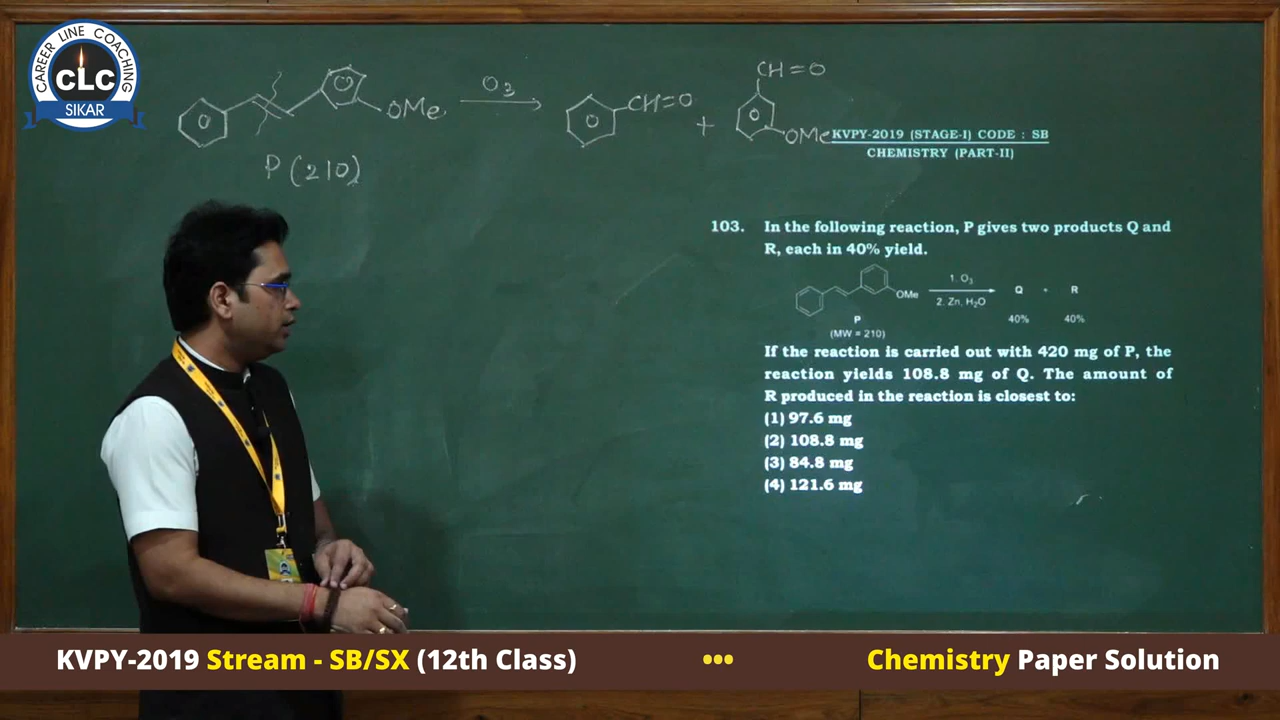 CAREER LINE COACHING
CLC
SIKAR
OMe
O3
CH=O
+
CH=O
OMe
P (210)
KVPY-2019 (STAGE-I) CODE : SB
CHEMISTRY (PART-II)
103. In the following reaction, P gives two products Q and
R, each in 40% yield.
OMe
1. O3
2. Zn, H2O
Q + R
P
40% 40%
(MW = 210)
If the reaction is carried out with 420 mg of P, the
reaction yields 108.8 mg of Q. The amount of
R produced in the reaction is closest to:
(1) 97.6 mg
(2) 108.8 mg
(3) 84.8 mg
(4) 121.6 mg
KVPY-2019 Stream - SB/SX (12th Class) ••• Chemistry Paper Solution